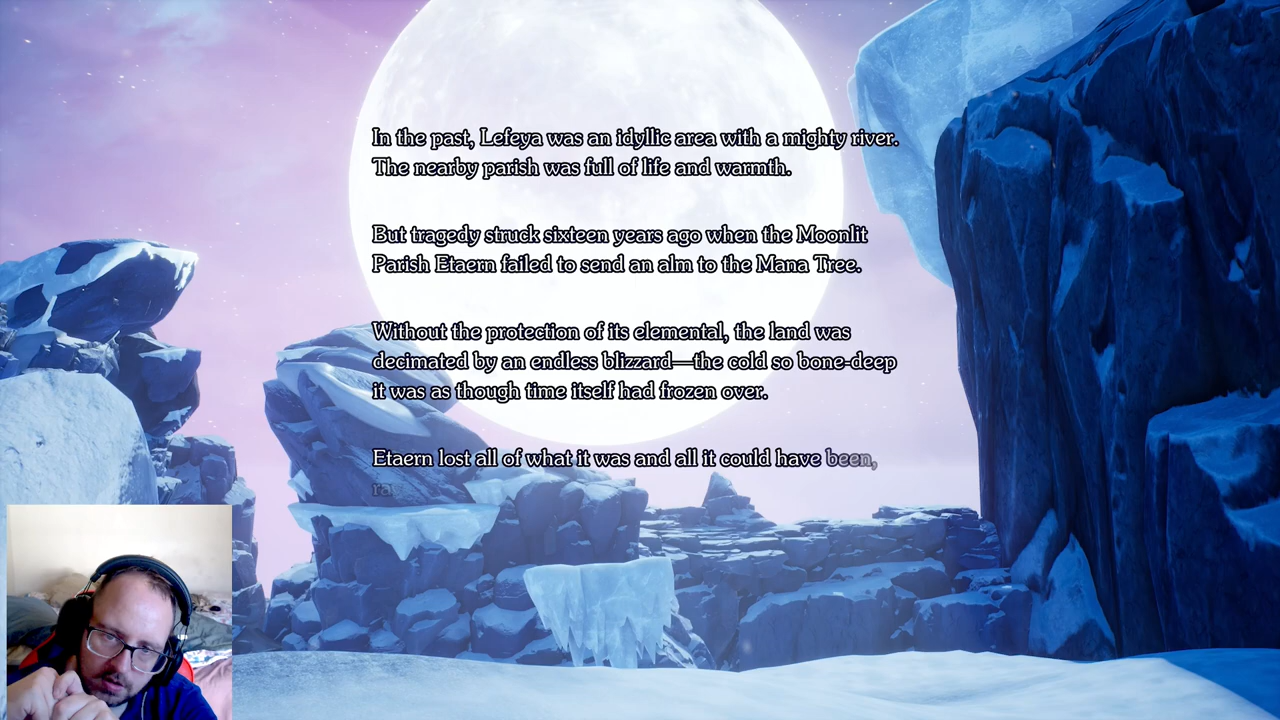 In the past, Lefeya was an idyllic area with a mighty river.
The nearby parish was full of life and warmth.
But tragedy struck sixteen years ago when the Moonlit
Parish Etaern failed to send an alm to the Mana Tree.
Without the protection of its elemental, the land was
decimated by an endless blizzard—the cold so bone-deep
it was as though time itself had frozen over.
Etaern lost all of what it was and all it could have been,